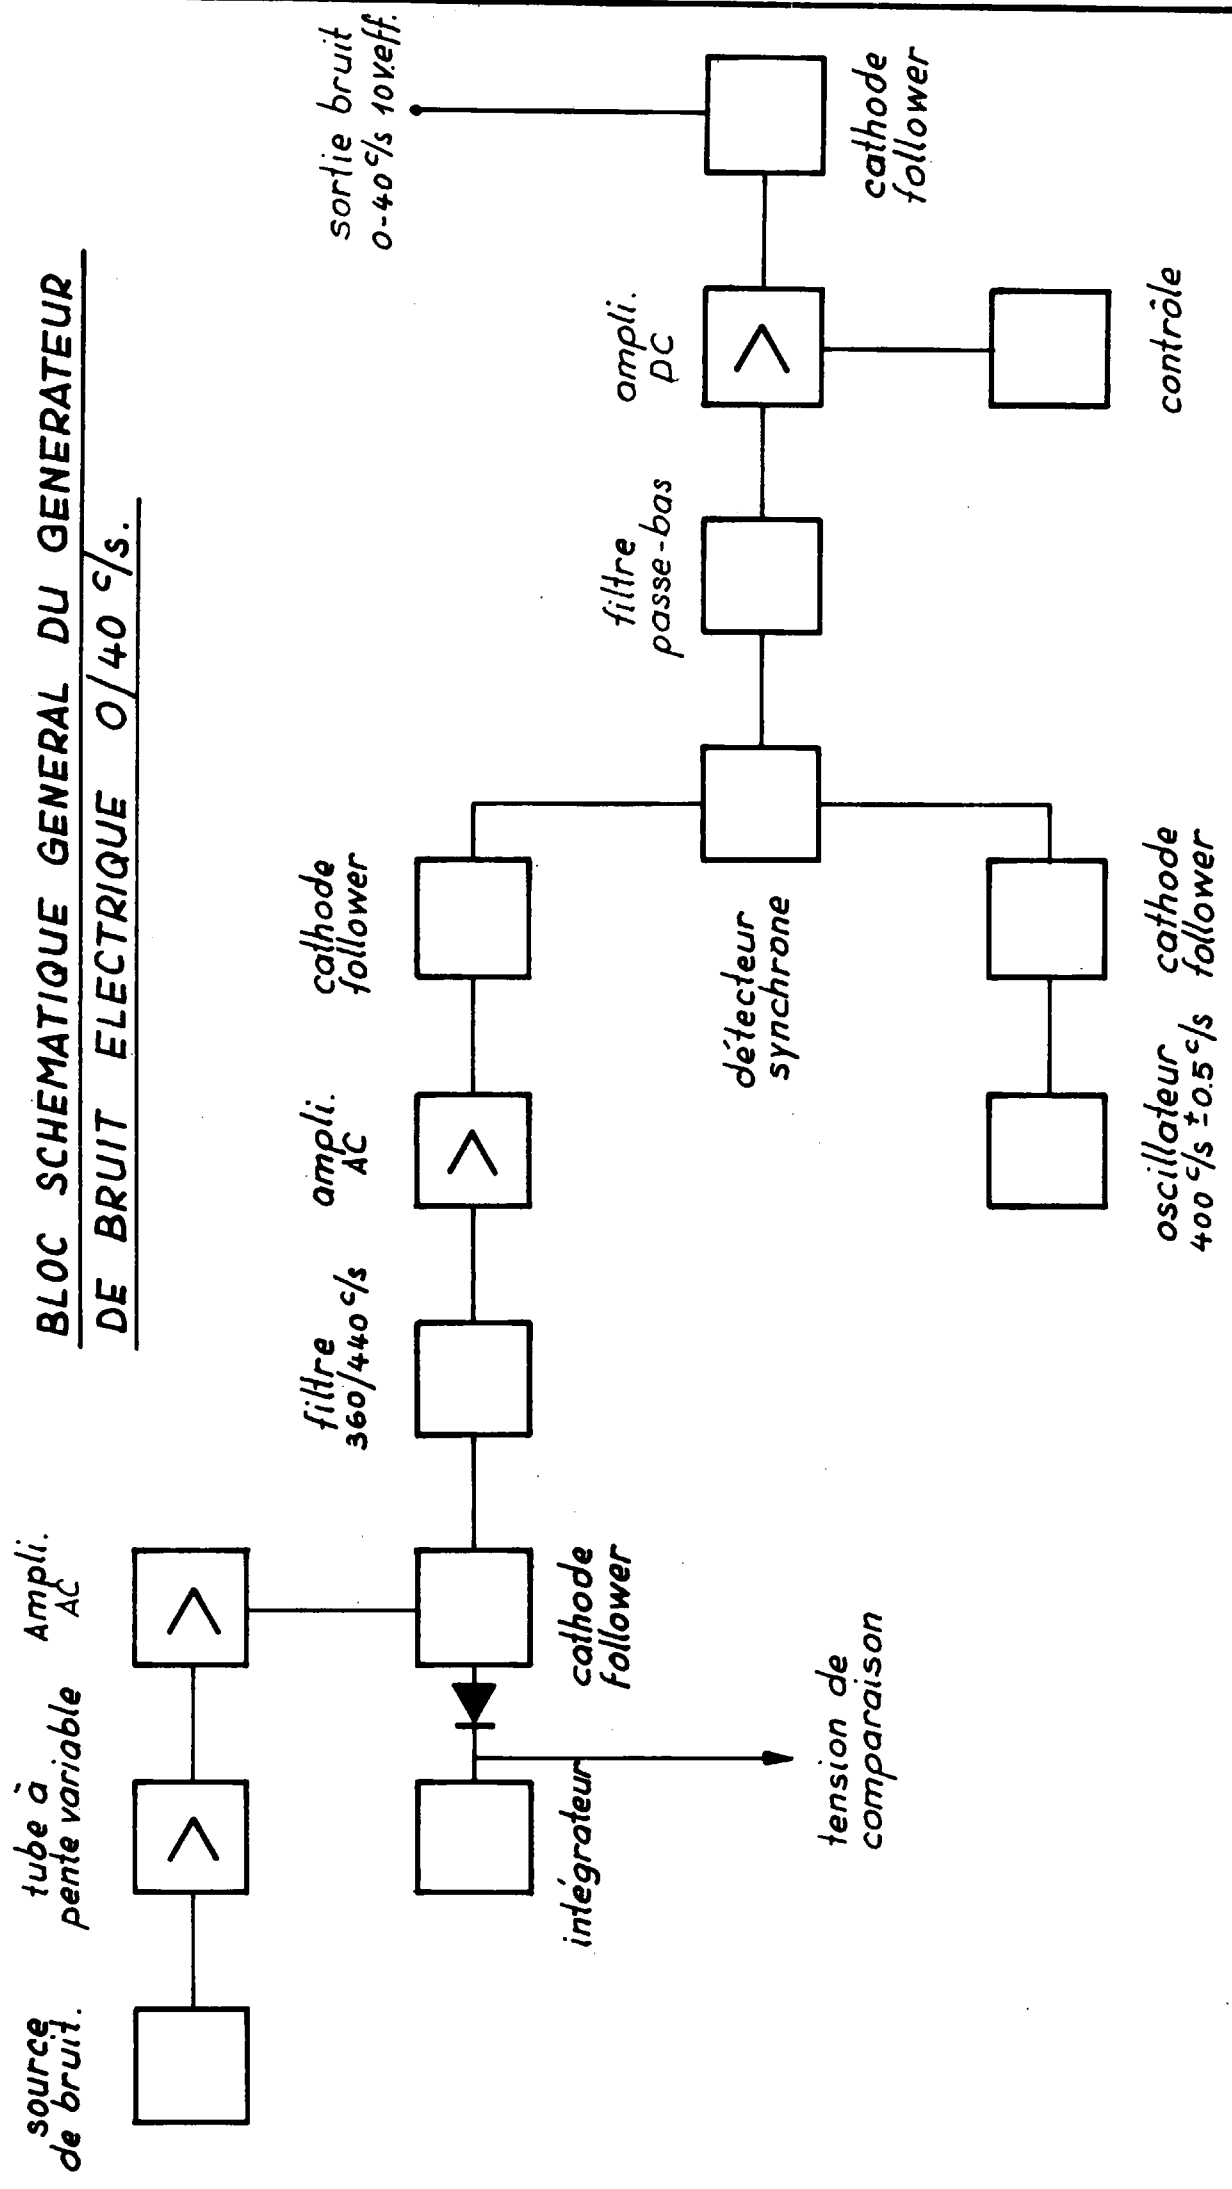 BLOC SCHEMATIQUE GENERAL DU GENERATEUR
DE BRUIT ELECTRIQUE 0/40 c/s.
source
de bruit.
tube à
pente variable
Ampli.
AC
intégrateur
cathode
follower
tension de
comparaison
filtre
360/440 c/s
ampli.
AC
cathode
follower
détecteur
synchrone
oscillateur
400 c/s ± 0.5 c/s
cathode
follower
filtre
passe-bas
ampli.
DC
contrôle
cathode
follower
sortie bruit
0-40 c/s 10v.eff.